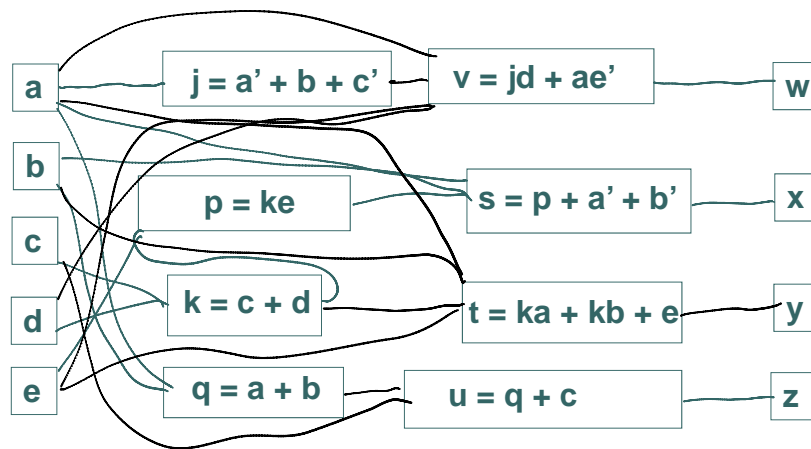 a
j = a’ + b + c’
v = jd + ae’
w
b
p = ke
s = p + a’ + b’
x
c
k = c + d
t = ka + kb + e
y
d
e
q = a + b
u = q + c
z